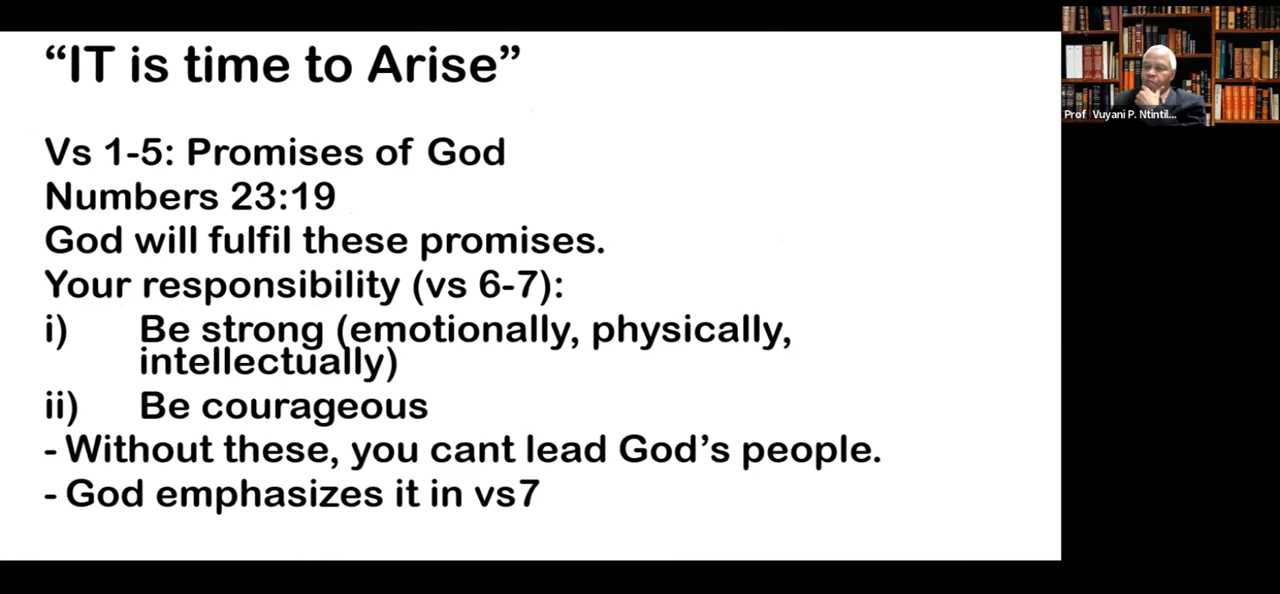 “IT is time to Arise”
Vs 1-5: Promises of God
Numbers 23:19
God will fulfil these promises.
Your responsibility (vs 6-7):
i) Be strong (emotionally, physically,
intellectually)
ii) Be courageous
- Without these, you cant lead God’s people.
- God emphasizes it in vs7
Prof Vuyani P. Ntintil...